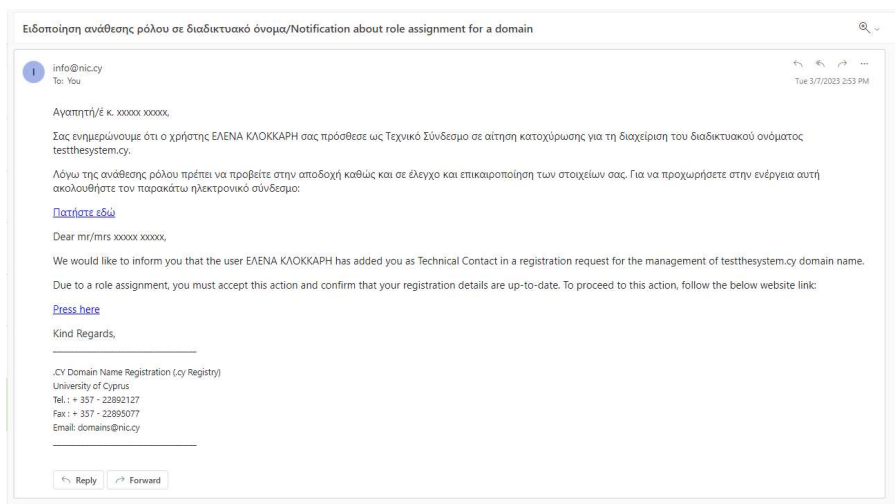 Ειδοποίηση ανάθεσης ρόλου σε διαδικτυακό όνομα/Notification about role assignment for a domain
I
info@nic.cy
To: You
Tue 3/7/2023 2:53 PM
Αγαπητή/έ κ. xxxxx xxxxx,
Σας ενημερώνουμε ότι ο χρήστης ΕΛΕΝΑ ΚΛΟΚΚΑΡΗ σας πρόσθεσε ως Τεχνικό Σύνδεσμο σε αίτηση κατοχύρωσης για τη διαχείριση του διαδικτυακού ονόματος
testthesystem.cy.
Λόγω της ανάθεσης ρόλου πρέπει να προβείτε στην αποδοχή καθώς και σε έλεγχο και επικαιροποίηση των στοιχείων σας. Για να προχωρήσετε στην ενέργεια αυτή
ακολουθήστε τον παρακάτω ηλεκτρονικό σύνδεσμο:
Πατήστε εδώ
Dear mr/mrs xxxxx xxxxx,
We would like to inform you that the user ΕΛΕΝΑ ΚΛΟΚΚΑΡΗ has added you as Technical Contact in a registration request for the management of testthesystem.cy domain name.
Due to a role assignment, you must accept this action and confirm that your registration details are up-to-date. To proceed to this action, follow the below website link:
Press here
Kind Regards,
.CY Domain Name Registration (.cy Registry)
University of Cyprus
Tel. : + 357 - 22892127
Fax : + 357 - 22895077
Email: domains@nic.cy
Reply
Forward